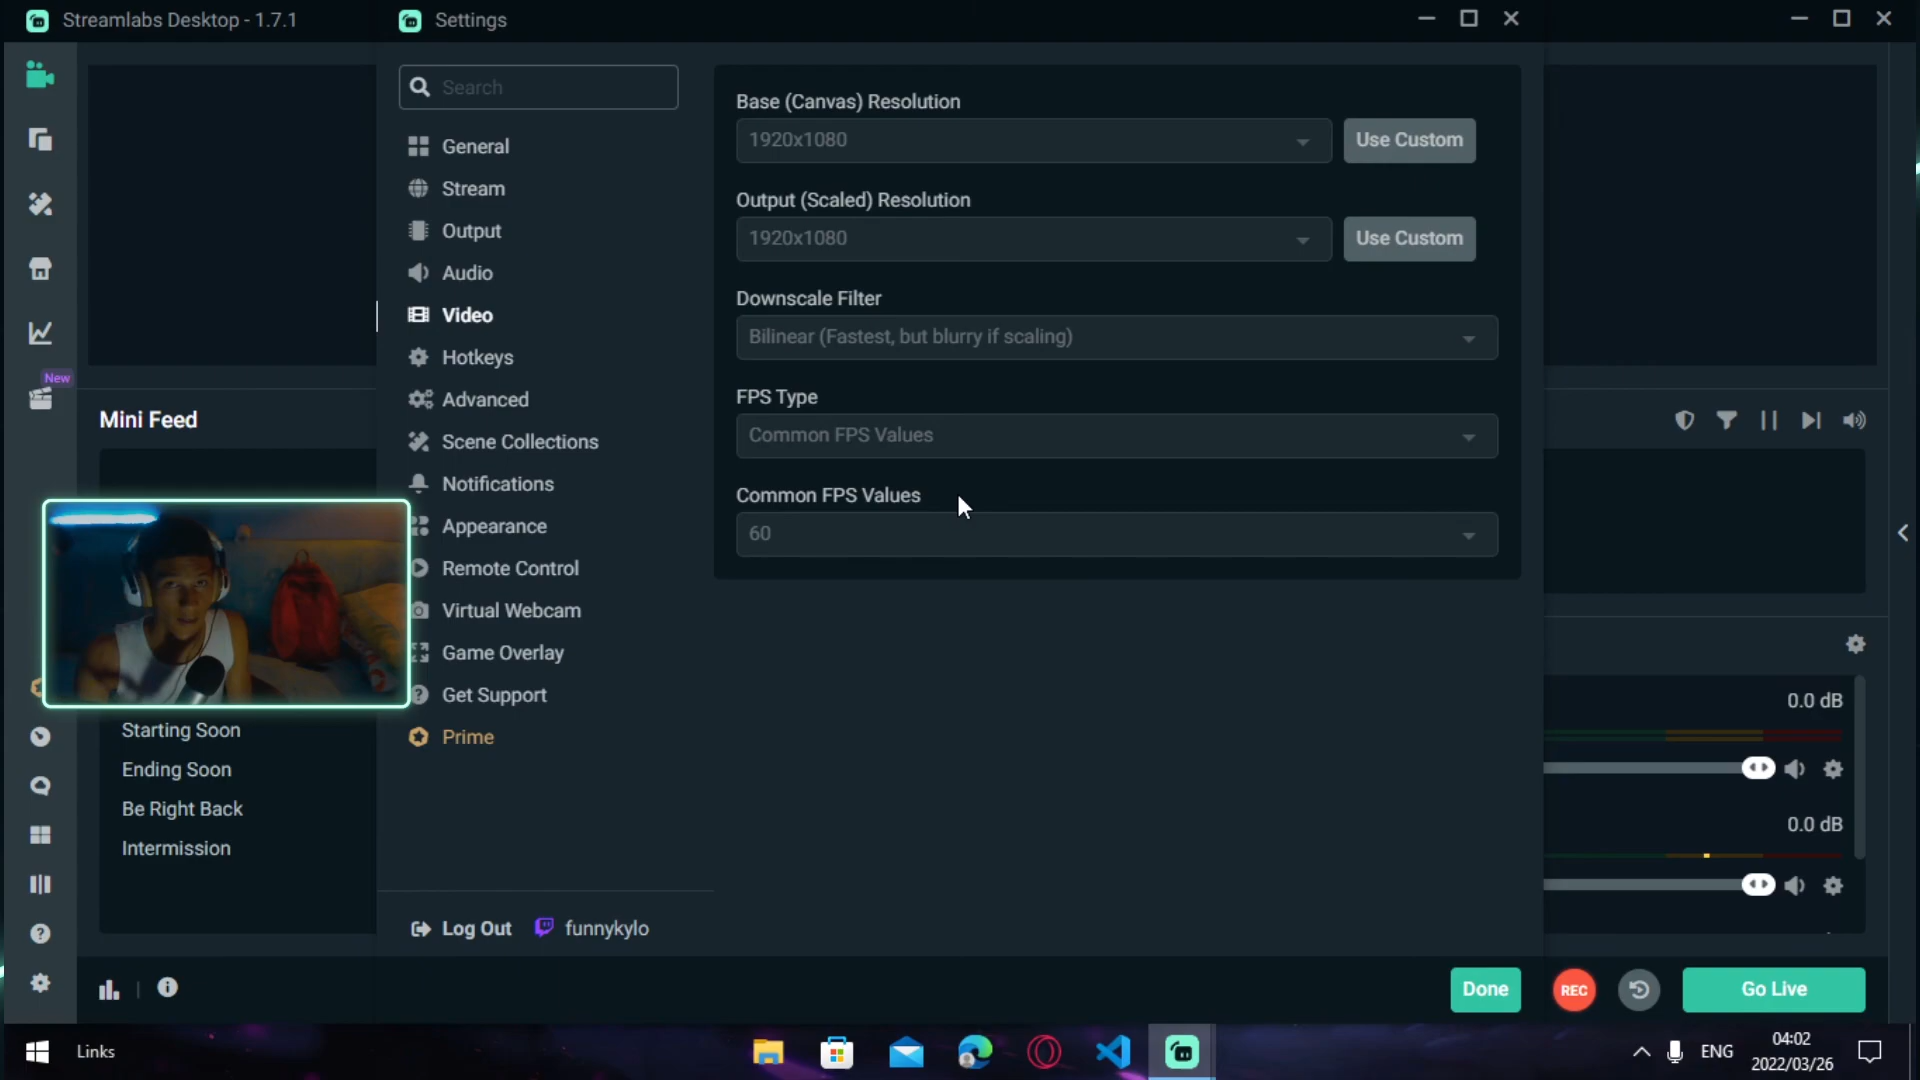 Streamlabs Desktop - 1.7.1
Settings
Search
General
Stream
Output
Audio
Video
Hotkeys
Advanced
Scene Collections
Notifications
Appearance
Remote Control
Virtual Webcam
Game Overlay
Get Support
Prime
Log Out
funnykylo
Base (Canvas) Resolution
1920x1080
Use Custom
Output (Scaled) Resolution
1920x1080
Use Custom
Downscale Filter
Bilinear (Fastest, but blurry if scaling)
FPS Type
Common FPS Values
Common FPS Values
60
New
Mini Feed
Starting Soon
Ending Soon
Be Right Back
Intermission
0.0 dB
0.0 dB
Done
REC
Go Live
Links
ENG
04:02
2022/03/26